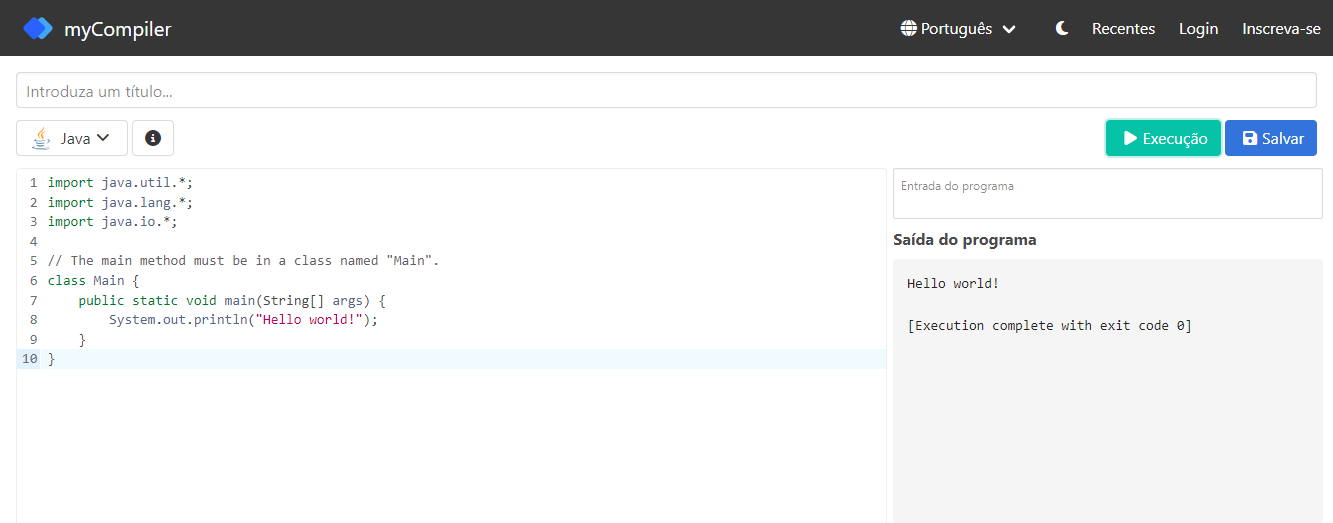 myCompiler
Português
Recentes
Login
Inscreva-se
Introduza um título...
Java
Execução
Salvar
1 import java.util.*;
2 import java.lang.*;
3 import java.io.*;
4
5 // The main method must be in a class named "Main".
6 class Main {
7     public static void main(String[] args) {
8         System.out.println("Hello world!");
9     }
10 }
Entrada do programa
Saída do programa
Hello world!
[Execution complete with exit code 0]